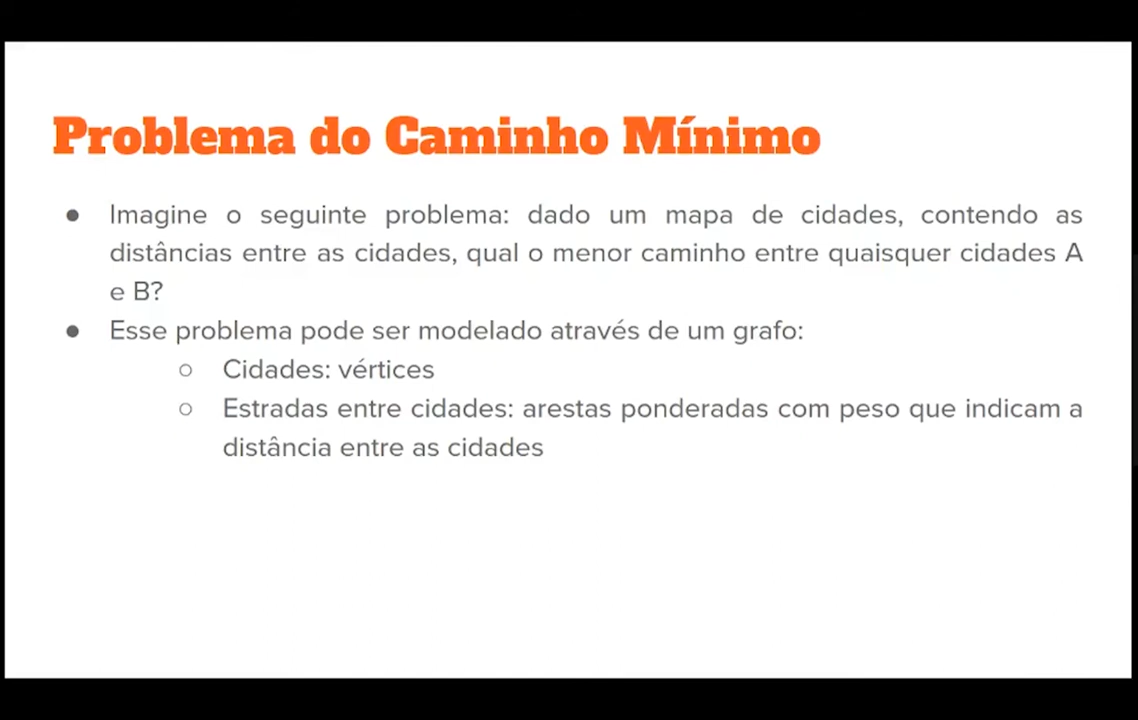 Problema do Caminho Mínimo
● Imagine o seguinte problema: dado um mapa de cidades, contendo as
distâncias entre as cidades, qual o menor caminho entre quaisquer cidades A
e B?
● Esse problema pode ser modelado através de um grafo:
○ Cidades: vértices
○ Estradas entre cidades: arestas ponderadas com peso que indicam a
distância entre as cidades